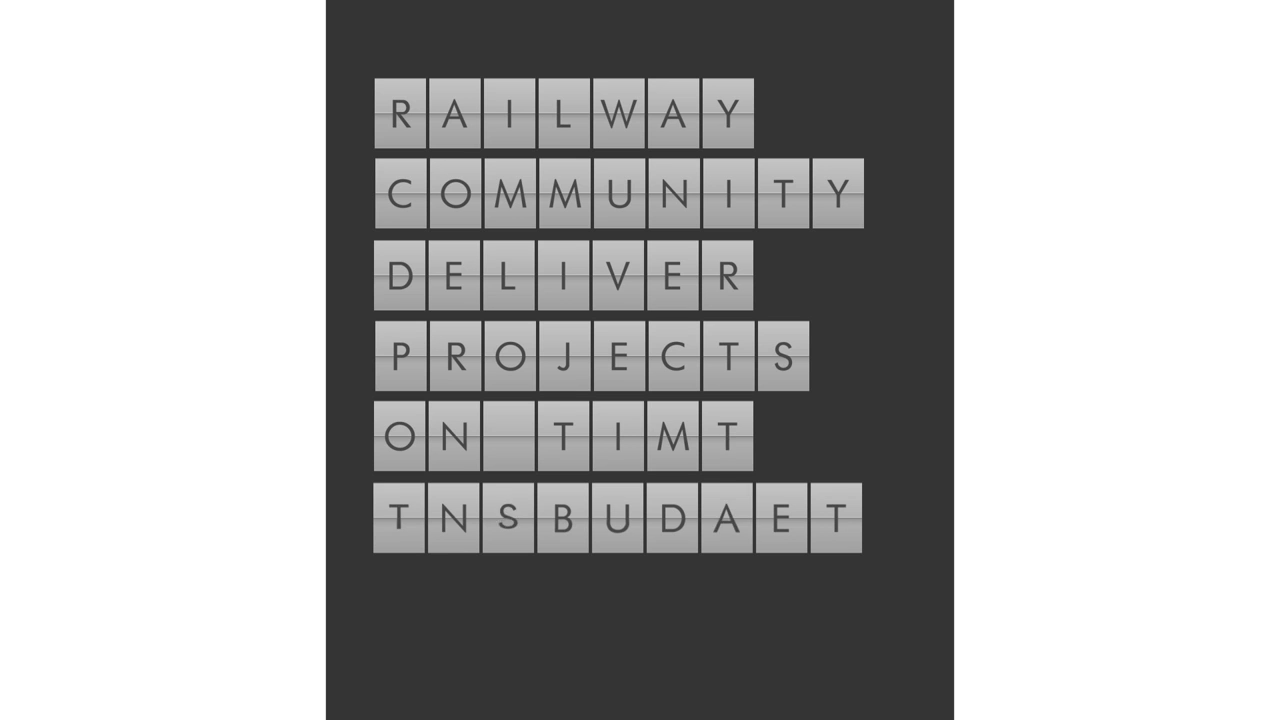 RAILWAY
COMMUNITY
DELIVER
PROJECTS
ON TIMT
TNSBUDAET